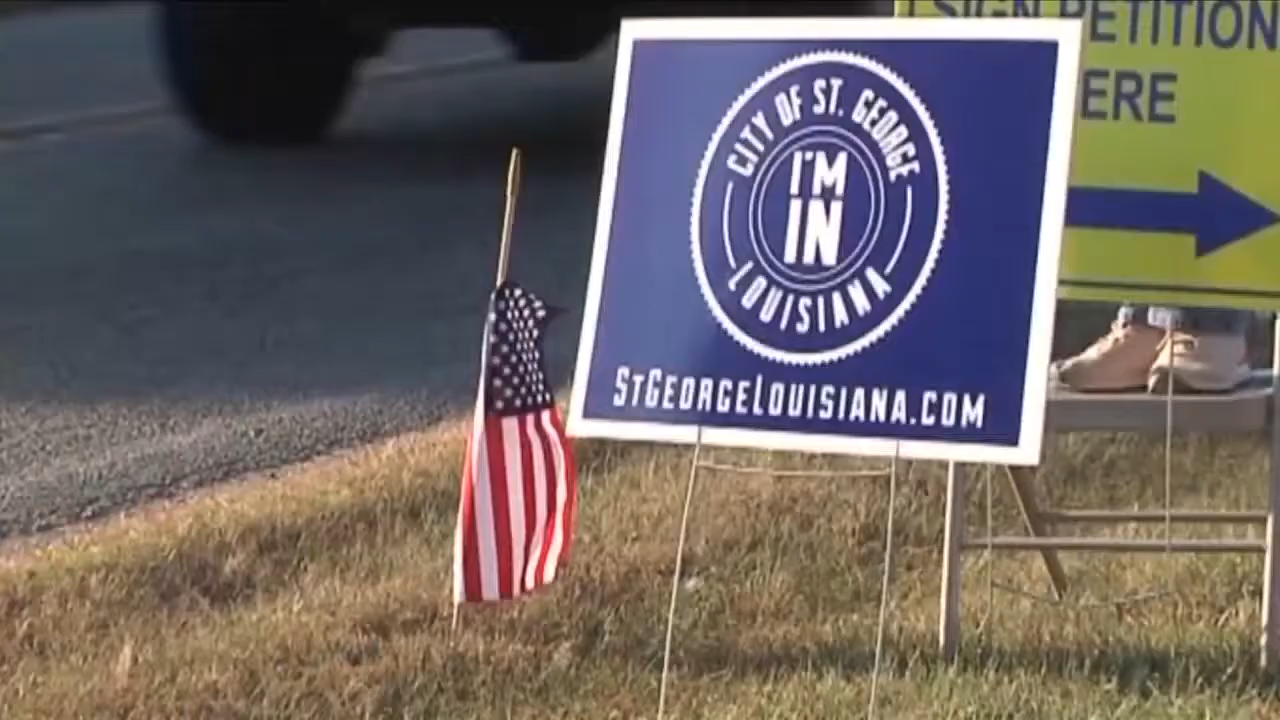 CITY OF ST. GEORGE
I'M
IN
LOUISIANA
STGEORGELOUISIANA.COM
SIGN PETITION
ERE